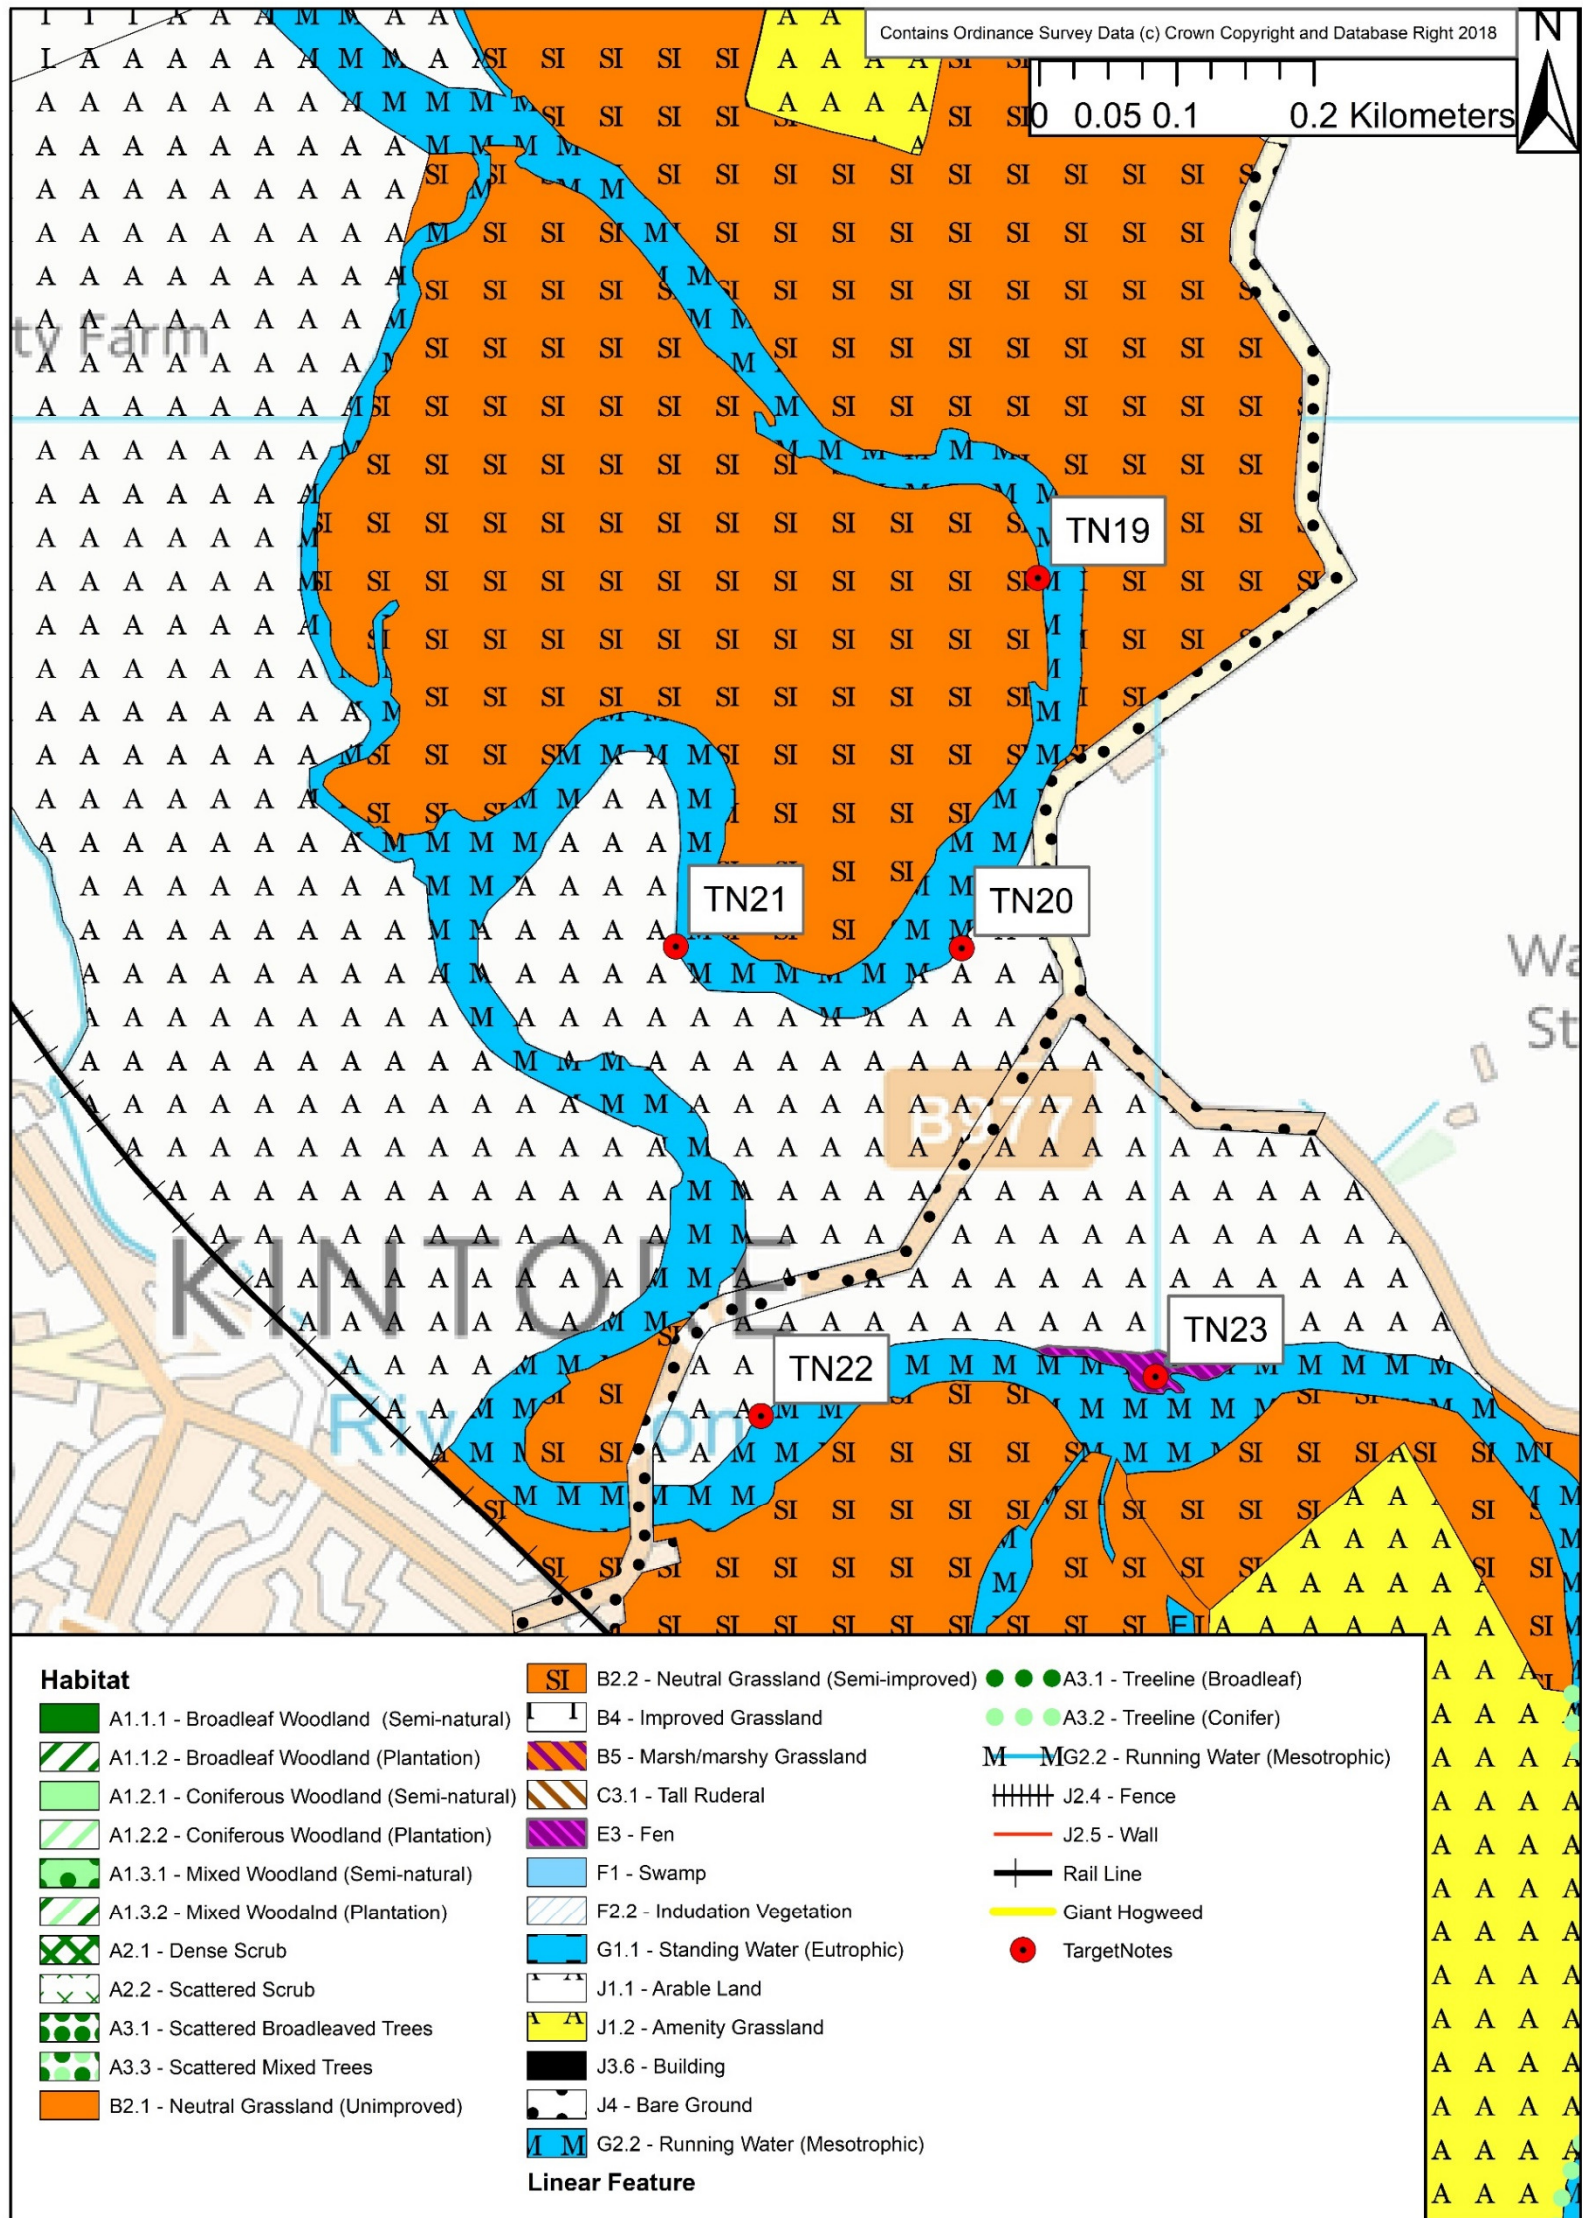 Contains Ordinance Survey Data (c) Crown Copyright and Database Right 2018
N
0 0.05 0.1 0.2 Kilometers
ty Farm
TN19
TN21
TN20
Wa
St
B977
KINTORE
TN23
TN22
Riv on
Habitat
A1.1.1 - Broadleaf Woodland (Semi-natural)
A1.1.2 - Broadleaf Woodland (Plantation)
A1.2.1 - Coniferous Woodland (Semi-natural)
A1.2.2 - Coniferous Woodland (Plantation)
A1.3.1 - Mixed Woodland (Semi-natural)
A1.3.2 - Mixed Woodalnd (Plantation)
A2.1 - Dense Scrub
A2.2 - Scattered Scrub
A3.1 - Scattered Broadleaved Trees
A3.3 - Scattered Mixed Trees
B2.1 - Neutral Grassland (Unimproved)
SI B2.2 - Neutral Grassland (Semi-improved)
I I B4 - Improved Grassland
B5 - Marsh/marshy Grassland
C3.1 - Tall Ruderal
E3 - Fen
F1 - Swamp
F2.2 - Indudation Vegetation
G1.1 - Standing Water (Eutrophic)
A A J1.1 - Arable Land
A A J1.2 - Amenity Grassland
J3.6 - Building
J4 - Bare Ground
M M G2.2 - Running Water (Mesotrophic)
Linear Feature
A3.1 - Treeline (Broadleaf)
A3.2 - Treeline (Conifer)
M M G2.2 - Running Water (Mesotrophic)
J2.4 - Fence
J2.5 - Wall
Rail Line
Giant Hogweed
TargetNotes